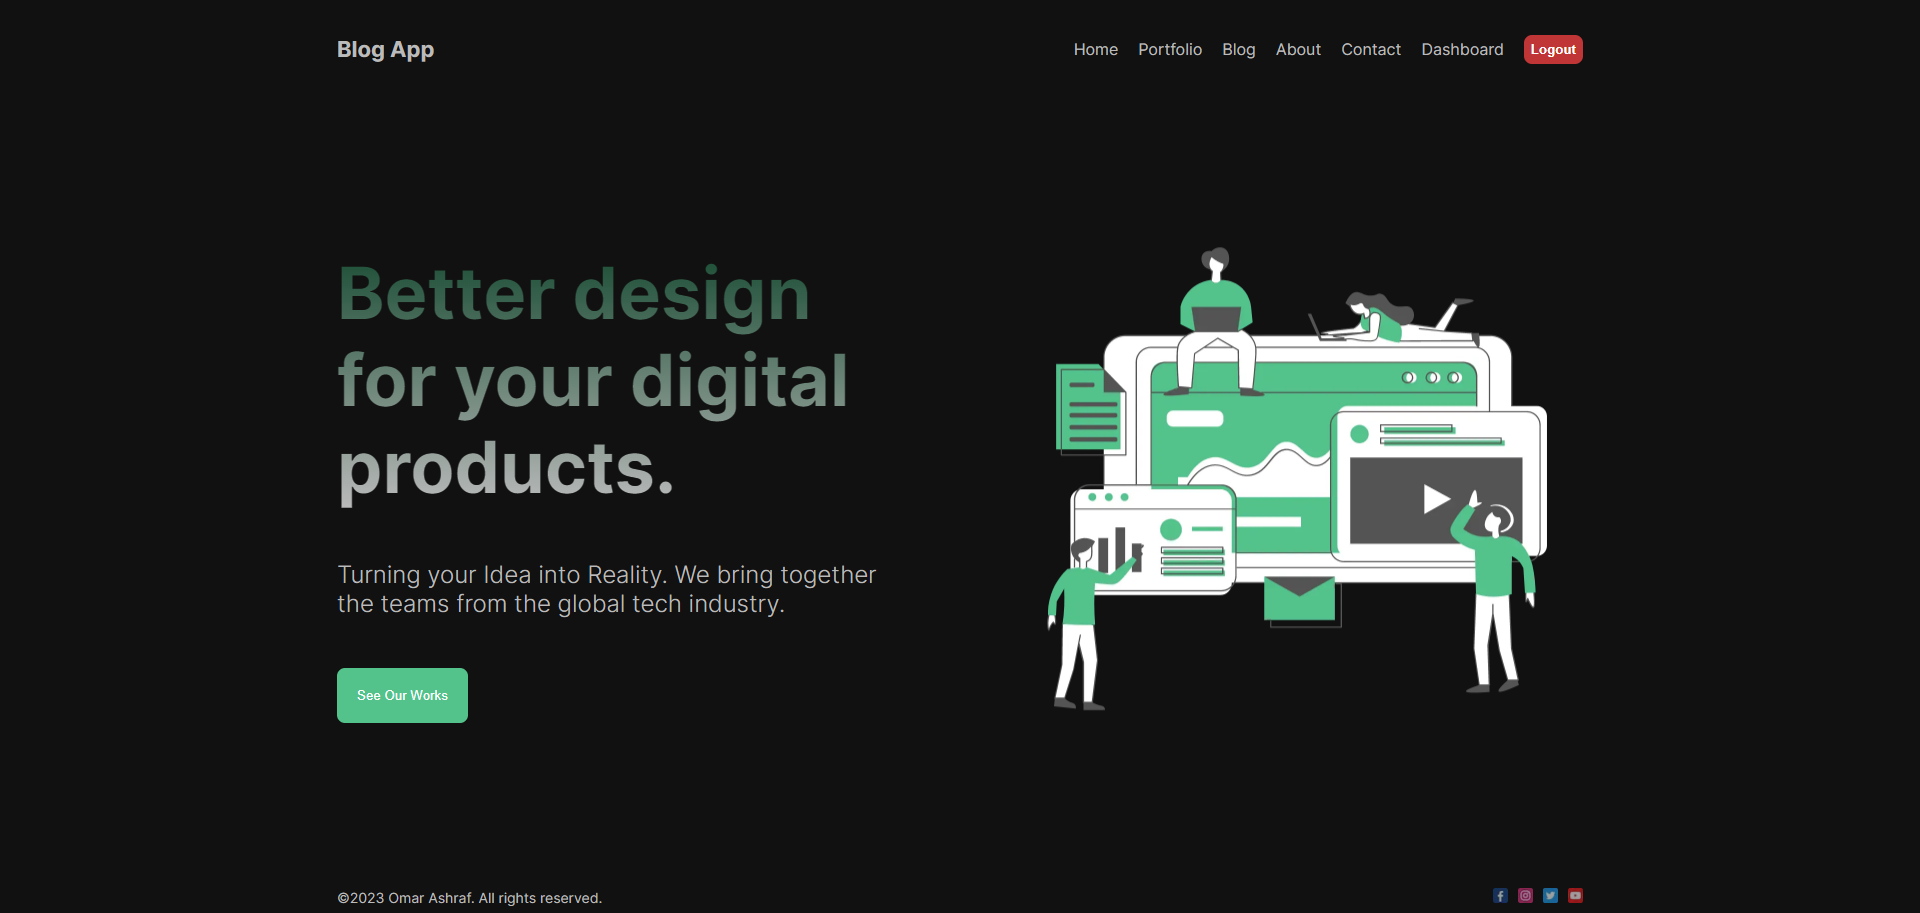 Blog App
Home Portfolio Blog About Contact Dashboard Logout
Better design
for your digital
products.
Turning your Idea into Reality. We bring together
the teams from the global tech industry.
See Our Works
©2023 Omar Ashraf. All rights reserved.